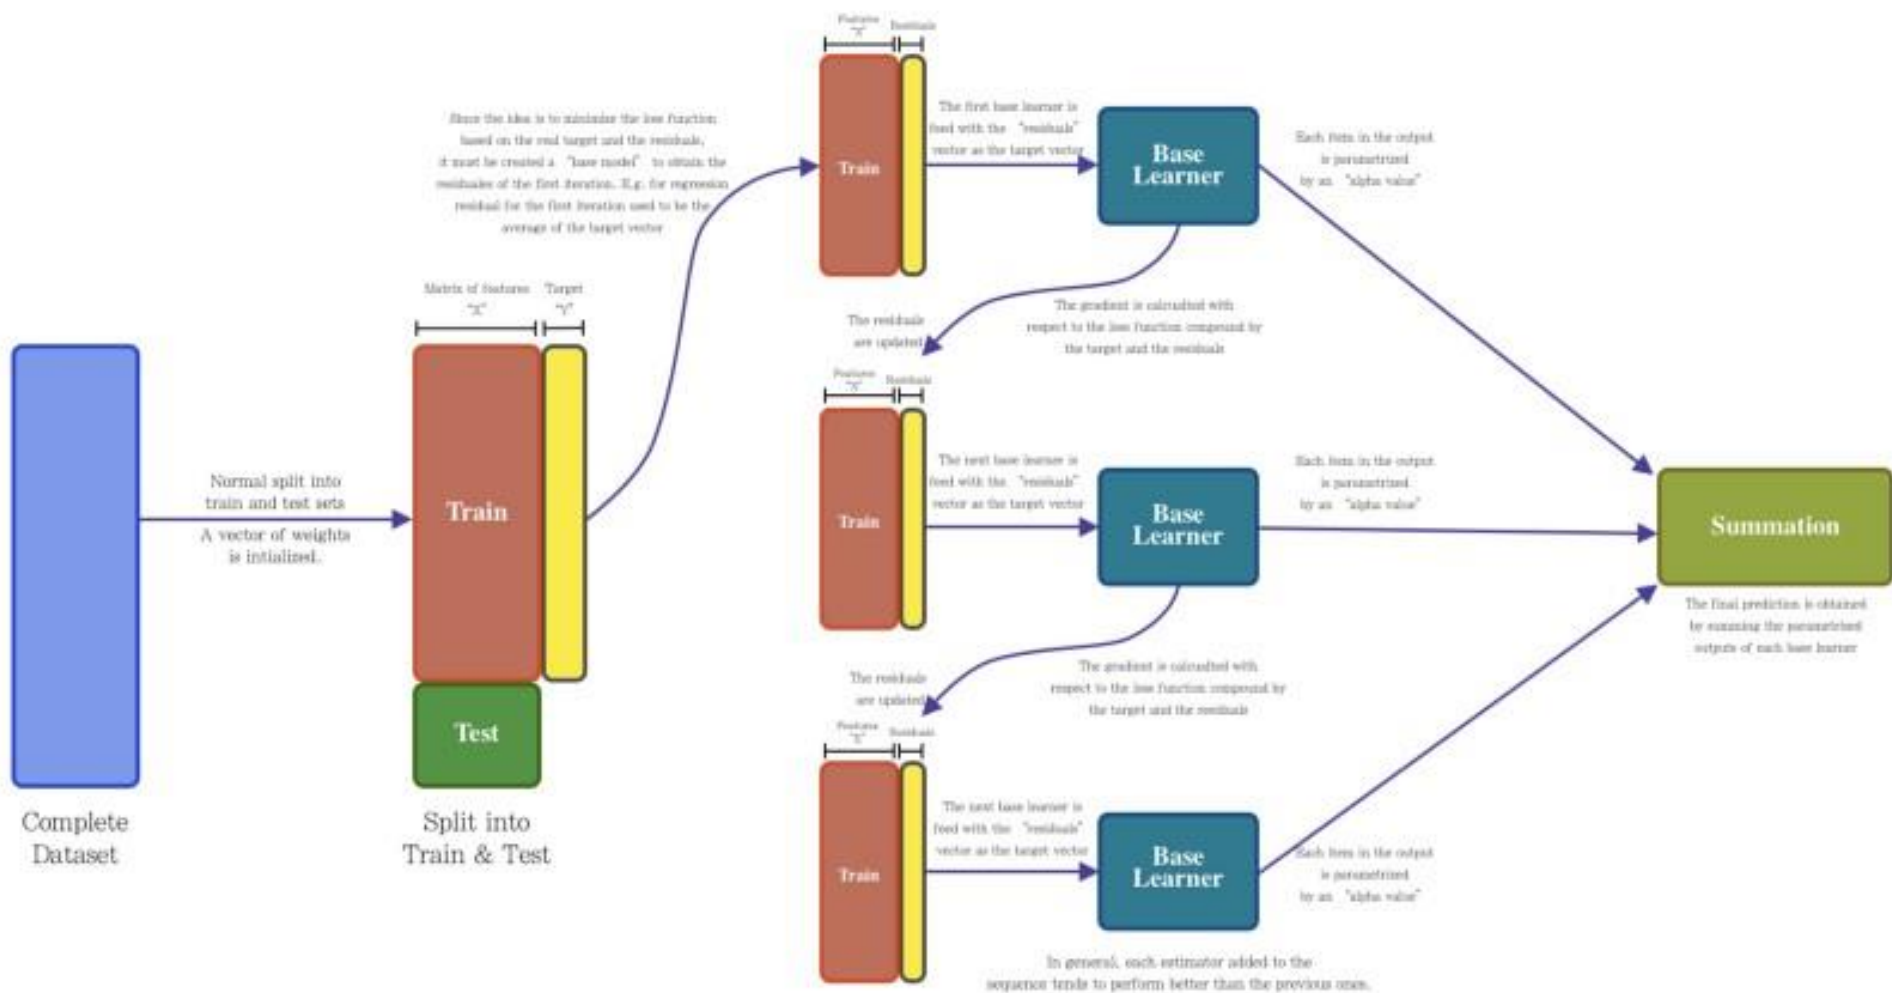 Complete
Dataset
Normal split into
train and test sets
A vector of weights
is intialized.
Matrix of features
"X"
Target
"Y"
Train
Test
Split into
Train & Test
Since the idea is to minimize the loss function
based on the real target and the residuals,
it must be created a "base model" to obtain the
residuales of the first iteration. E.g. for regression
residual for the first iteration used to be the
average of the target vector
Features
"X"
Residuals
Train
The first base learner is
feed with the "residuals"
vector as the target vector
Base
Learner
Each item in the output
is parametrized
by an "alpha value"
The residuals
are updated
The gradient is calcualted with
respect to the loss function compound by
the target and the residuals
Features
"X"
Residuals
Train
The next base learner is
feed with the "residuals"
vector as the target vector
Base
Learner
Each item in the output
is parametrized
by an "alpha value"
The residuals
are updated
The gradient is calcualted with
respect to the loss function compound by
the target and the residuals
Features
"X"
Residuals
Train
The next base learner is
feed with the "residuals"
vector as the target vector
Base
Learner
Each item in the output
is parametrized
by an "alpha value"
In general, each estimator added to the
sequence tends to perform better than the previous ones.
Summation
The final prediction is obtained
by summing the parametrized
outputs of each base learner